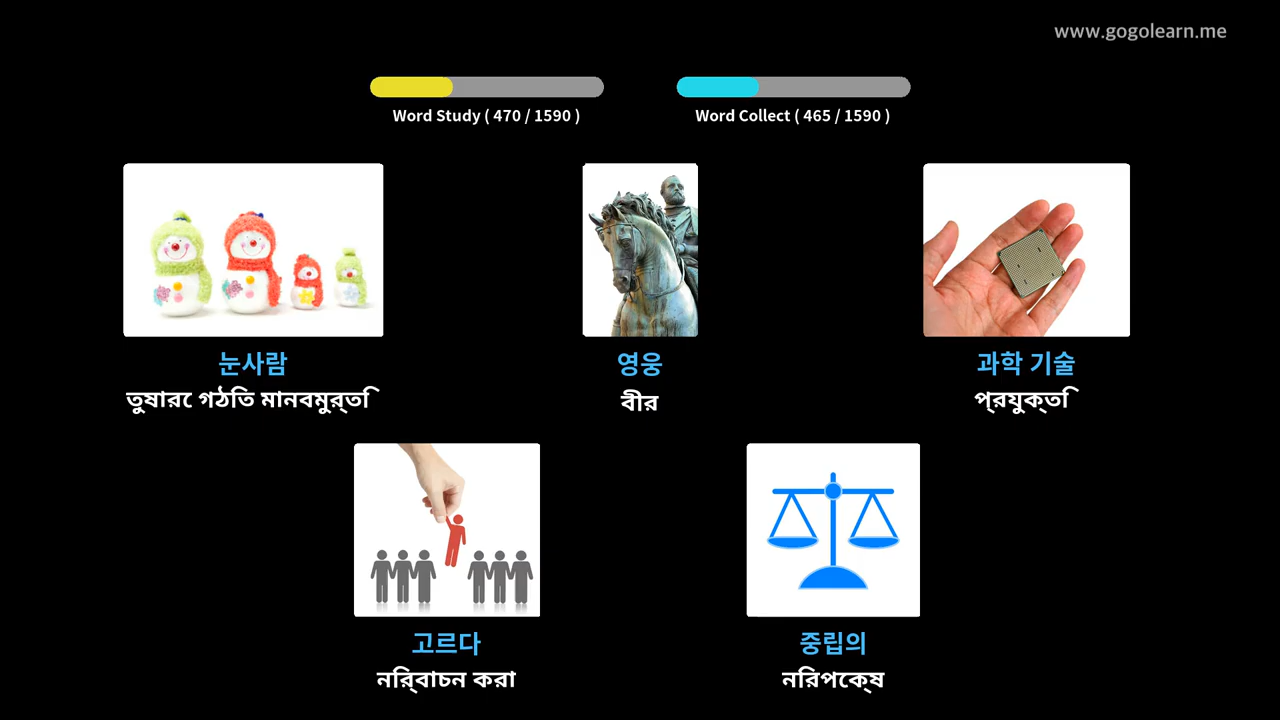 www.gogolearn.me
Word Study ( 470 / 1590 )
Word Collect ( 465 / 1590 )
눈사람
তুষারে গঠিত মানবমুর্তি
영웅
বীর
과학 기술
প্রযুক্তি
고르다
নির্বাচন করা
중립의
নিরপেক্ষ